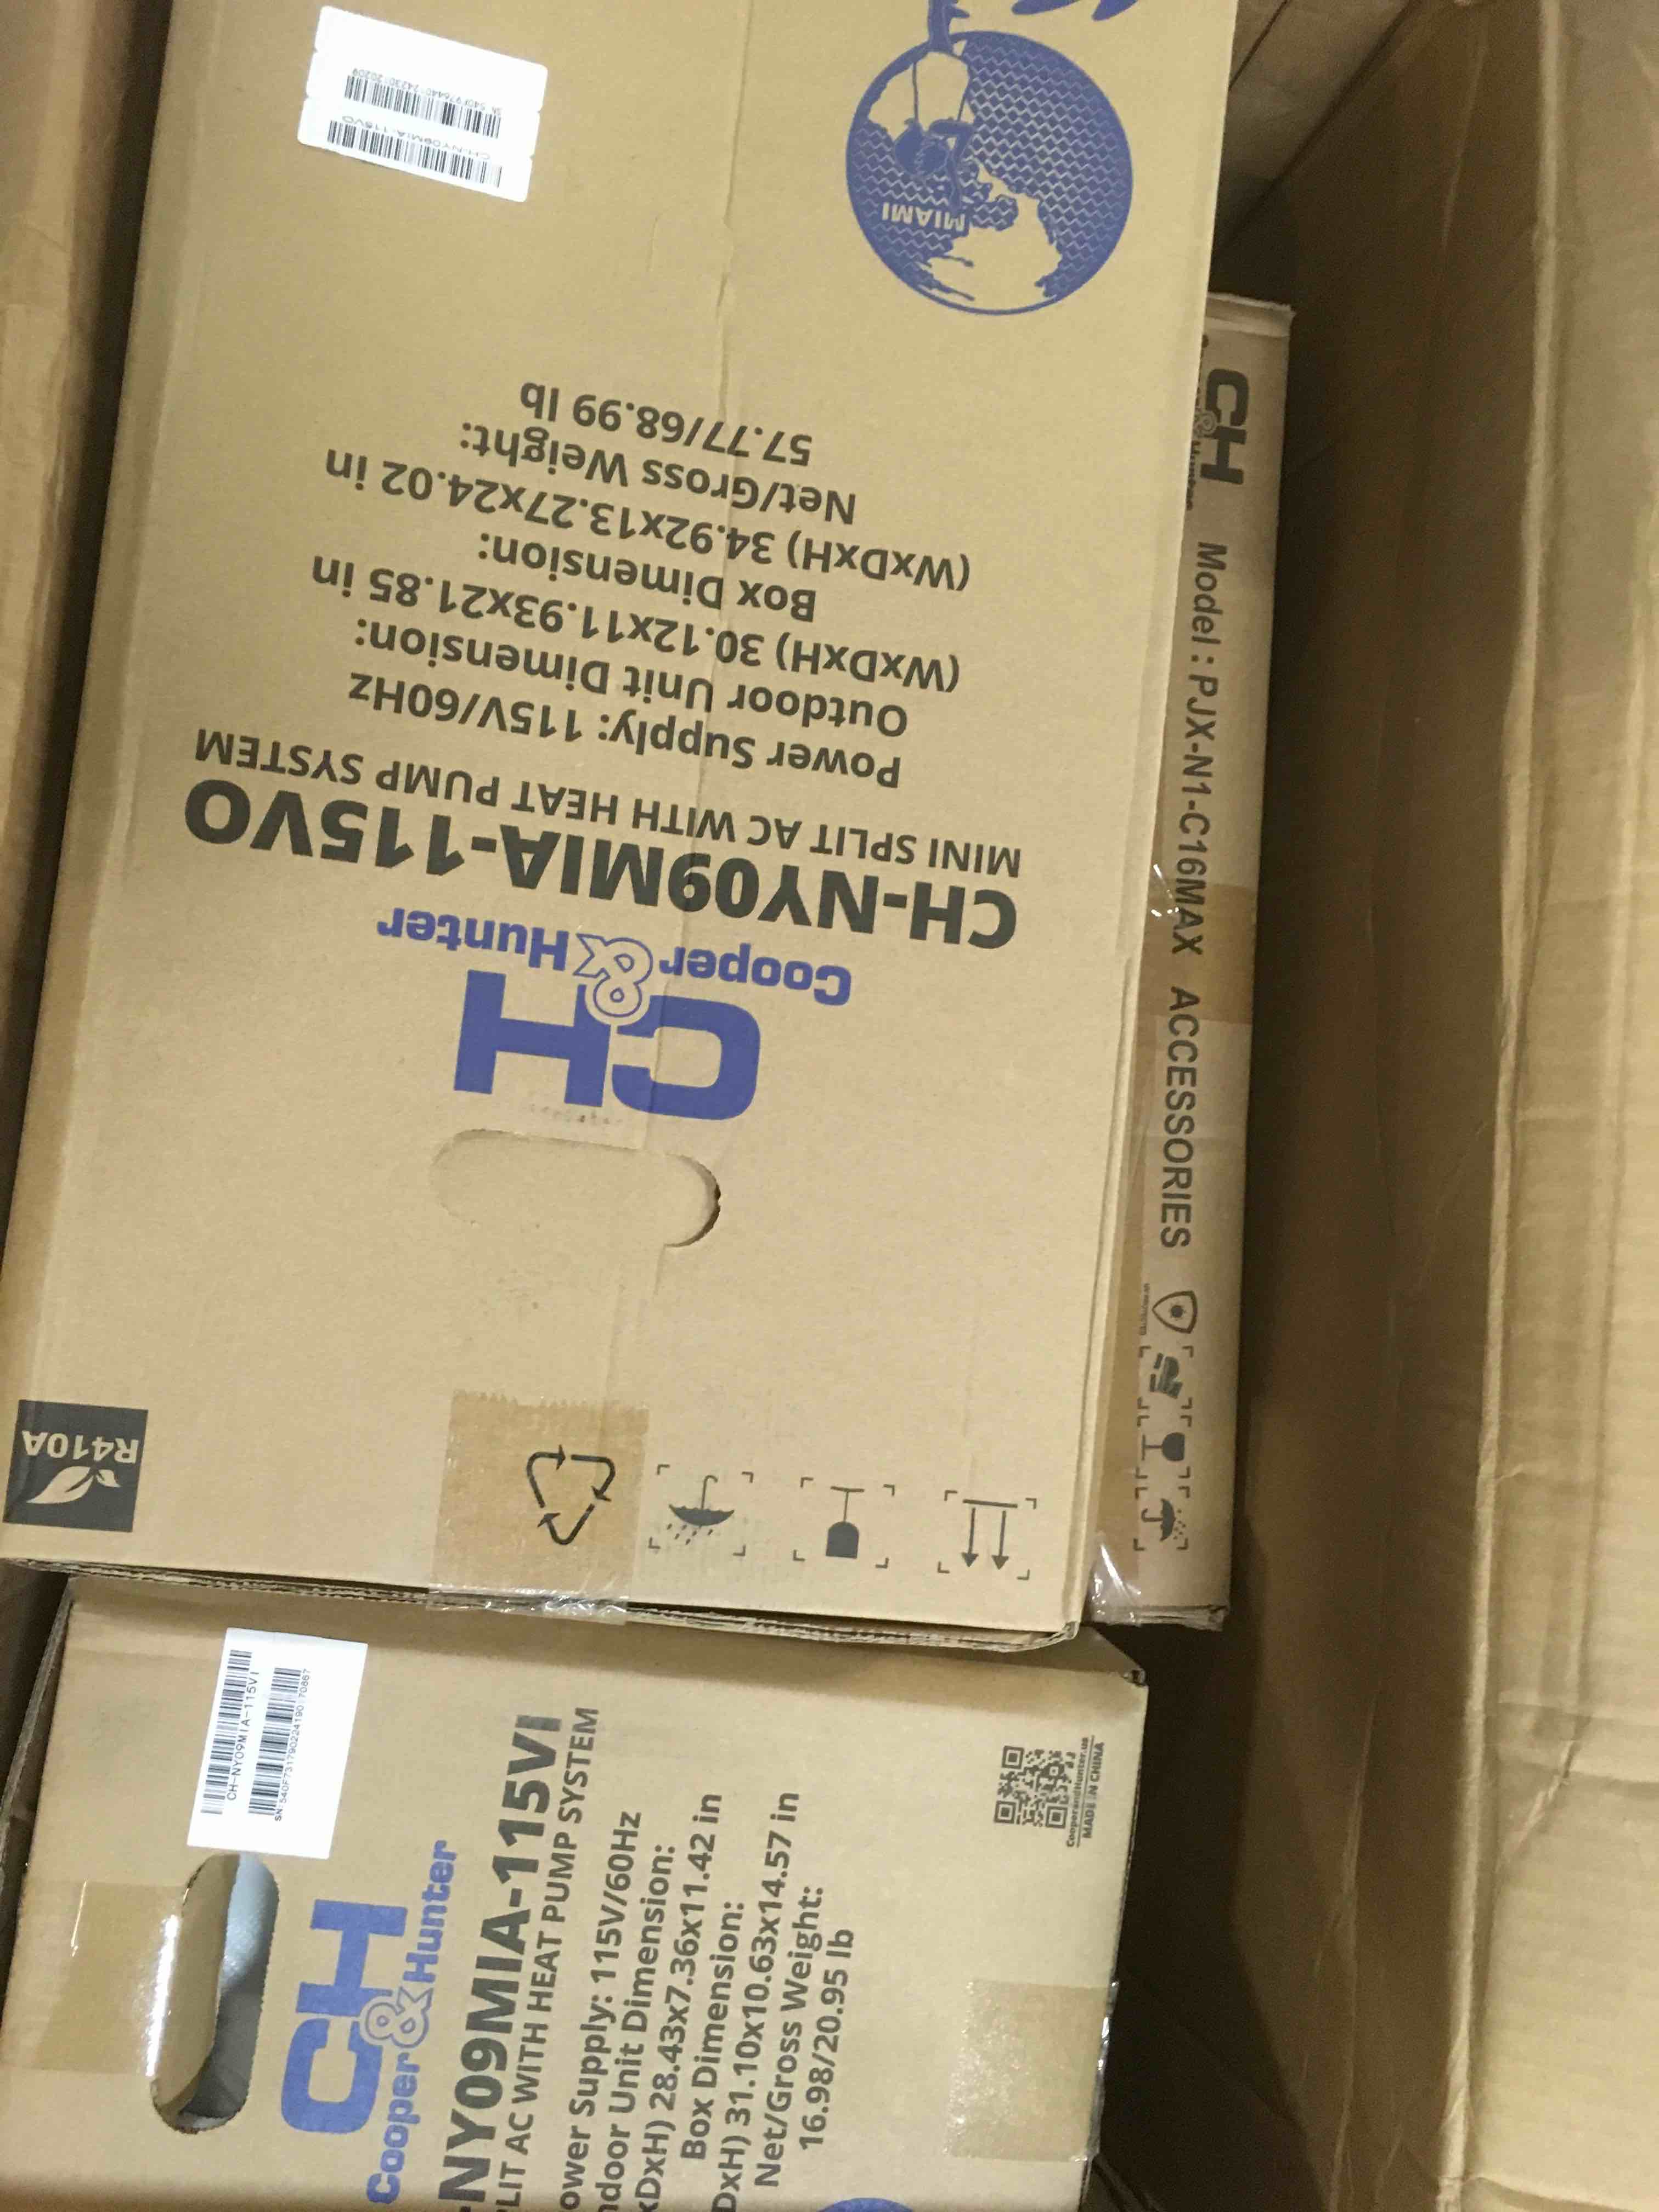 CH
Cooper&Hunter
CH-NY09MIA-115VO
MINI SPLIT AC WITH HEAT PUMP SYSTEM
Power Supply: 115V/60Hz
Outdoor Unit Dimension:
(WxDxH) 30.12x11.93x21.85 in
Box Dimension:
(WxDxH) 34.92x13.27x24.02 in
Net/Gross Weight:
57.77/68.99 lb
MIAMI
CH-NY09MIA-115VO
R410A
C&H
Model : PJX-N1-C16MAX ACCESSORIES
CH-NY09MIA-115VI
CH
Cooper&Hunter
-NY09MIA-115VI
LIT AC WITH HEAT PUMP SYSTEM
ower Supply: 115V/60Hz
ndoor Unit Dimension:
xDxH) 28.43x7.36x11.42 in
Box Dimension:
DxH) 31.10x10.63x14.57 in
Net/Gross Weight:
16.98/20.95 lb
CooperandHunter.us
MADE IN CHINA